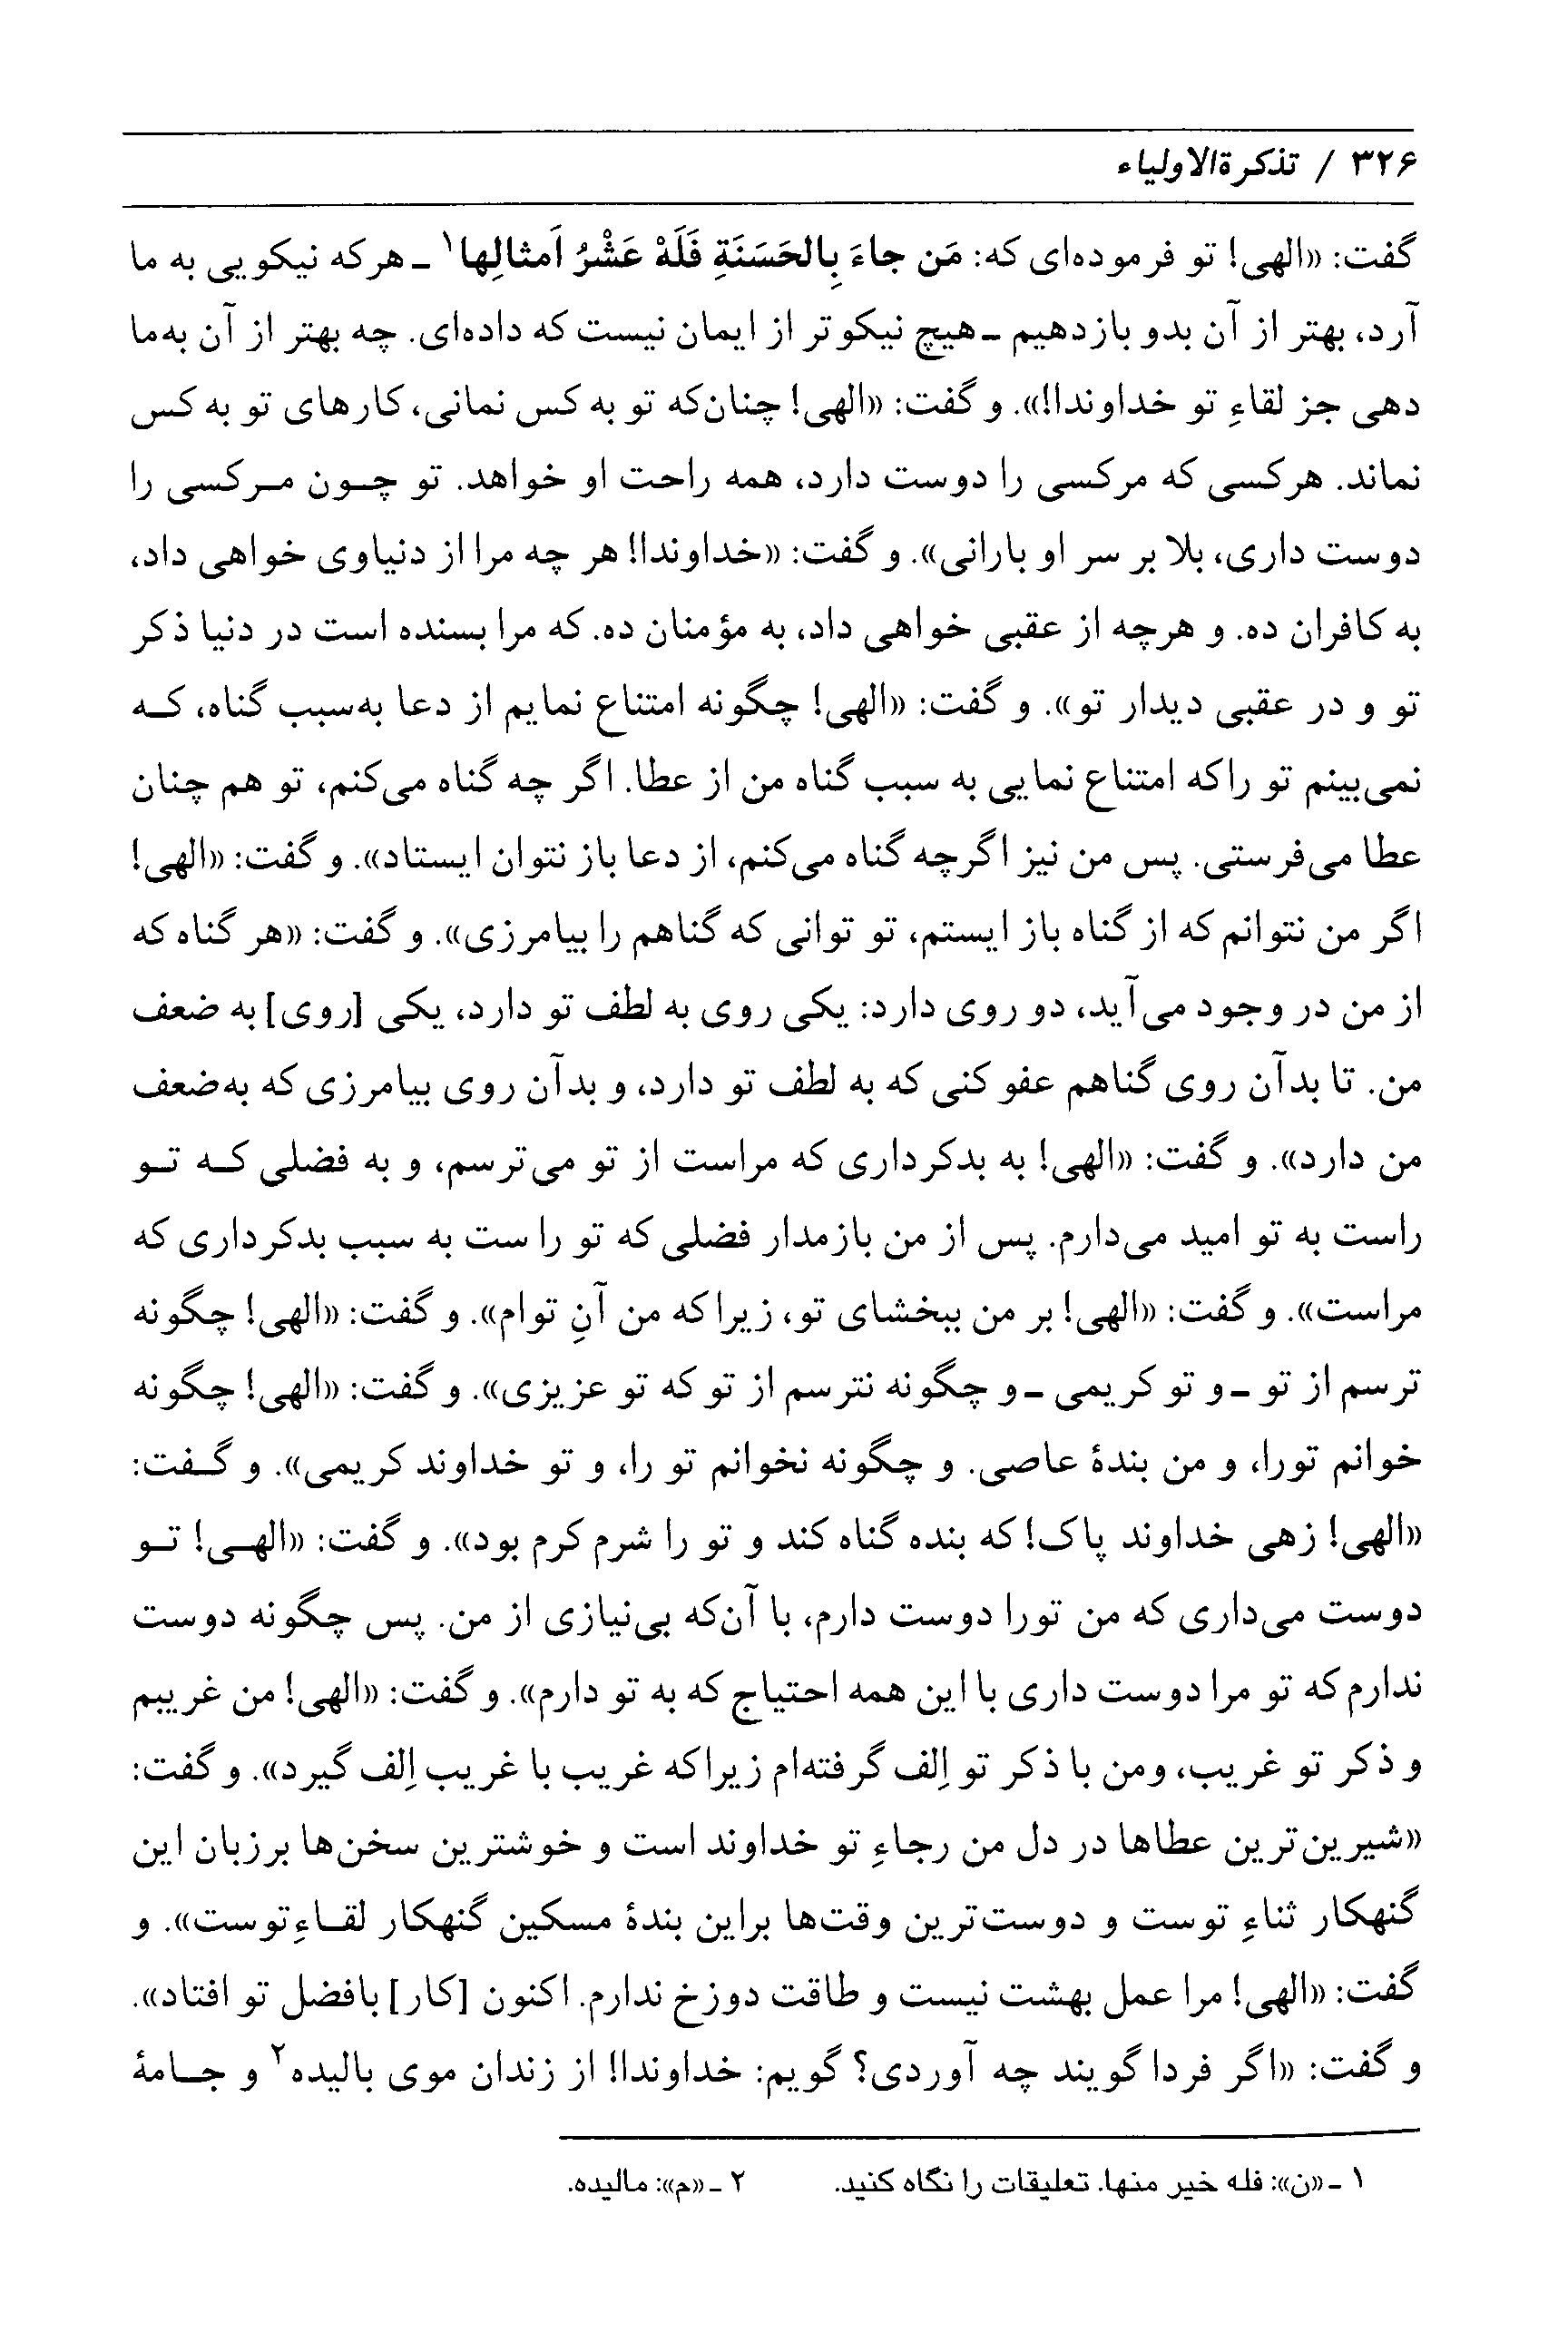 ۳۲۶ / تذکرةالاولیاء
گفت: «الهی! تو فرموده‌ای که: مَن جاءَ بِالحَسَنَةِ فَلَهْ عَشْرُ اَمثالِها۱ ـ هرکه نیکویی به ما
آرد، بهتر از آن بدو بازدهیم ـ هیچ نیکوتر از ایمان نیست که داده‌ای. چه بهتر از آن به‌ما
دهی جز لقاءِ تو خداوندا!». و گفت: «الهی! چنان‌که تو به کس نمانی، کارهای تو به کس
نماند. هرکسی که مرکسی را دوست دارد، همه راحت او خواهد. تو چون مرکسی را
دوست داری، بلا بر سر او بارانی». و گفت: «خداوندا! هر چه مرا از دنیاوی خواهی داد،
به کافران ده. و هرچه از عقبی خواهی داد، به مؤمنان ده. که مرا بسنده است در دنیا ذکر
تو و در عقبی دیدار تو». و گفت: «الهی! چگونه امتناع نمایم از دعا به‌سبب گناه، که
نمی‌بینم تو راکه امتناع نمایی به سبب گناه من از عطا. اگر چه گناه می‌کنم، تو هم چنان
عطا می‌فرستی. پس من نیز اگرچه گناه می‌کنم، از دعا باز نتوان ایستاد». و گفت: «الهی!
اگر من نتوانم که از گناه باز ایستم، تو توانی که گناهم را بیامرزی». و گفت: «هر گناه که
از من در وجود می‌آید، دو روی دارد: یکی روی به لطف تو دارد، یکی [روی] به ضعف
من. تا بدآن روی گناهم عفو کنی که به لطف تو دارد، و بدآن روی بیامرزی که به‌ضعف
من دارد». و گفت: «الهی! به بدکرداری که مراست از تو می‌ترسم، و به فضلی که تو
راست به تو امید می‌دارم. پس از من بازمدار فضلی که تو را ست به سبب بدکرداری که
مراست». و گفت: «الهی! بر من ببخشای تو، زیراکه من آنِ توام». و گفت: «الهی! چگونه
ترسم از تو ـ و تو کریمی ـ و چگونه نترسم از تو که تو عزیزی». و گفت: «الهی! چگونه
خوانم تورا، و من بندۀ عاصی. و چگونه نخوانم تو را، و تو خداوند کریمی». و گفت:
«الهی! زهی خداوند پاک! که بنده گناه کند و تو را شرم کرم بود». و گفت: «الهی! تو
دوست می‌داری که من تورا دوست دارم، با آن‌که بی‌نیازی از من. پس چگونه دوست
ندارم که تو مرا دوست داری با این همه احتیاج که به تو دارم». و گفت: «الهی! من غریبم
و ذکر تو غریب، ومن با ذکر تو اِلف گرفته‌ام زیراکه غریب با غریب اِلف گیرد». و گفت:
«شیرین‌ترین عطاها در دل من رجاءِ تو خداوند است و خوشترین سخن‌ها برزبان این
گنهکار ثناءِ توست و دوست‌ترین وقت‌ها براین بندۀ مسکین گنهکار لقاءِتوست». و
گفت: «الهی! مرا عمل بهشت نیست و طاقت دوزخ ندارم. اکنون [کار] بافضل تو افتاد».
و گفت: «اگر فردا گویند چه آوردی؟ گویم: خداوندا! از زندان موی بالیده۲ و جامۀ
۱ ـ «ن»: فله خیر منها. تعلیقات را نگاه کنید. ۲ ـ «م»: مالیده.